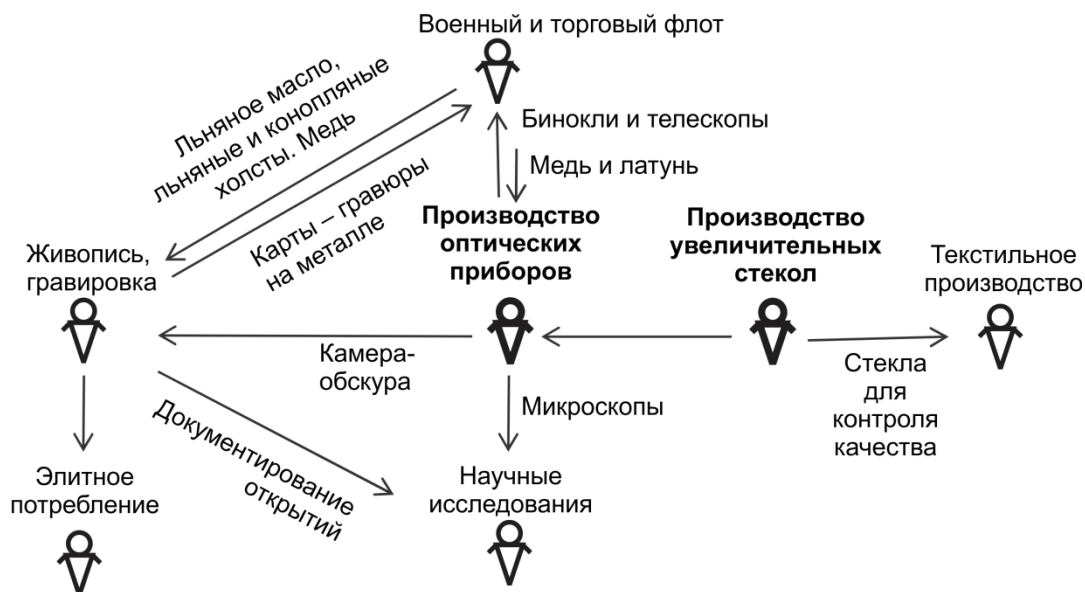 Военный и торговый флот
Льняное масло,
льняные и конопляные
холсты. Медь
Бинокли и телескопы
Медь и латунь
Карты – гравюры
на металле
Живопись,
гравировка
Производство
оптических
приборов
Производство
увеличительных
стекол
Текстильное
производство
Камера-
обскура
Микроскопы
Стекла
для
контроля
качества
Документирование
открытий
Элитное
потребление
Научные
исследования